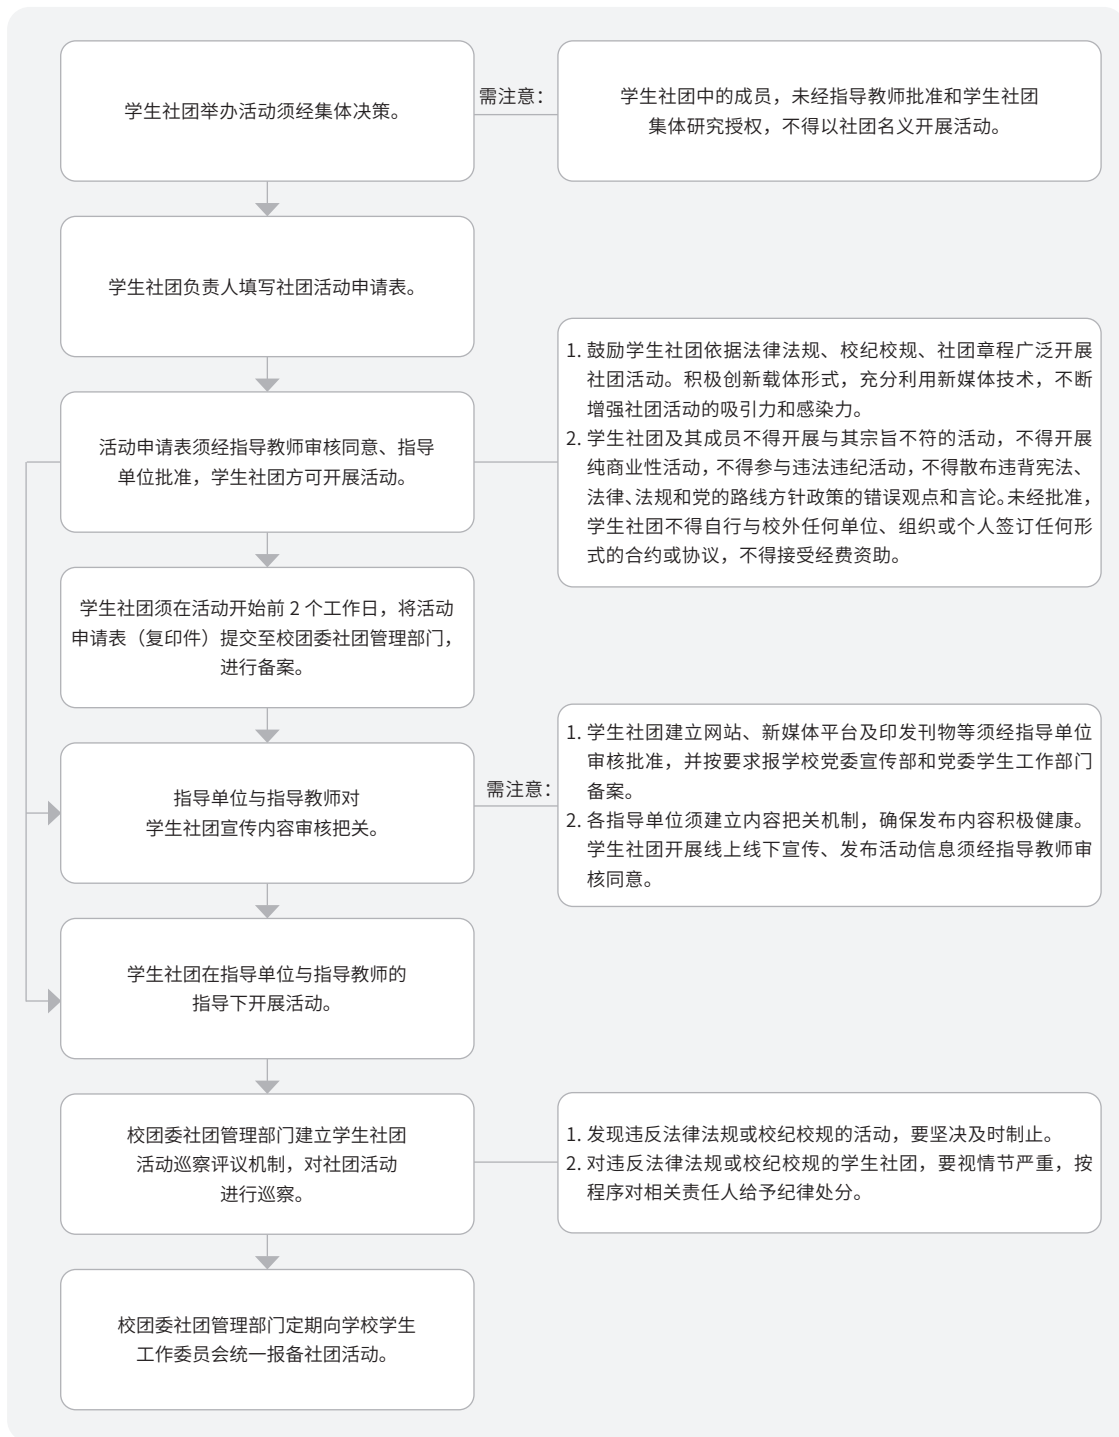 学生社团举办活动须经集体决策。
需注意：
学生社团中的成员，未经指导教师批准和学生社团
集体研究授权，不得以社团名义开展活动。
学生社团负责人填写社团活动申请表。
活动申请表须经指导教师审核同意、指导
单位批准，学生社团方可开展活动。
1. 鼓励学生社团依据法律法规、校纪校规、社团章程广泛开展
社团活动。积极创新载体形式，充分利用新媒体技术，不断
增强社团活动的吸引力和感染力。
2. 学生社团及其成员不得开展与其宗旨不符的活动，不得开展
纯商业性活动，不得参与违法违纪活动，不得散布违背宪法、
法律、法规和党的路线方针政策的错误观点和言论。未经批准，
学生社团不得自行与校外任何单位、组织或个人签订任何形
式的合约或协议，不得接受经费资助。
学生社团须在活动开始前 2 个工作日，将活动
申请表（复印件）提交至校团委社团管理部门，
进行备案。
指导单位与指导教师对
学生社团宣传内容审核把关。
需注意：
1. 学生社团建立网站、新媒体平台及印发刊物等须经指导单位
审核批准，并按要求报学校党委宣传部和党委学生工作部门
备案。
2. 各指导单位须建立内容把关机制，确保发布内容积极健康。
学生社团开展线上线下宣传、发布活动信息须经指导教师审
核同意。
学生社团在指导单位与指导教师的
指导下开展活动。
校团委社团管理部门建立学生社团
活动巡察评议机制，对社团活动
进行巡察。
1. 发现违反法律法规或校纪校规的活动，要坚决及时制止。
2. 对违反法律法规或校纪校规的学生社团，要视情节严重，按
程序对相关责任人给予纪律处分。
校团委社团管理部门定期向学校学生
工作委员会统一报备社团活动。